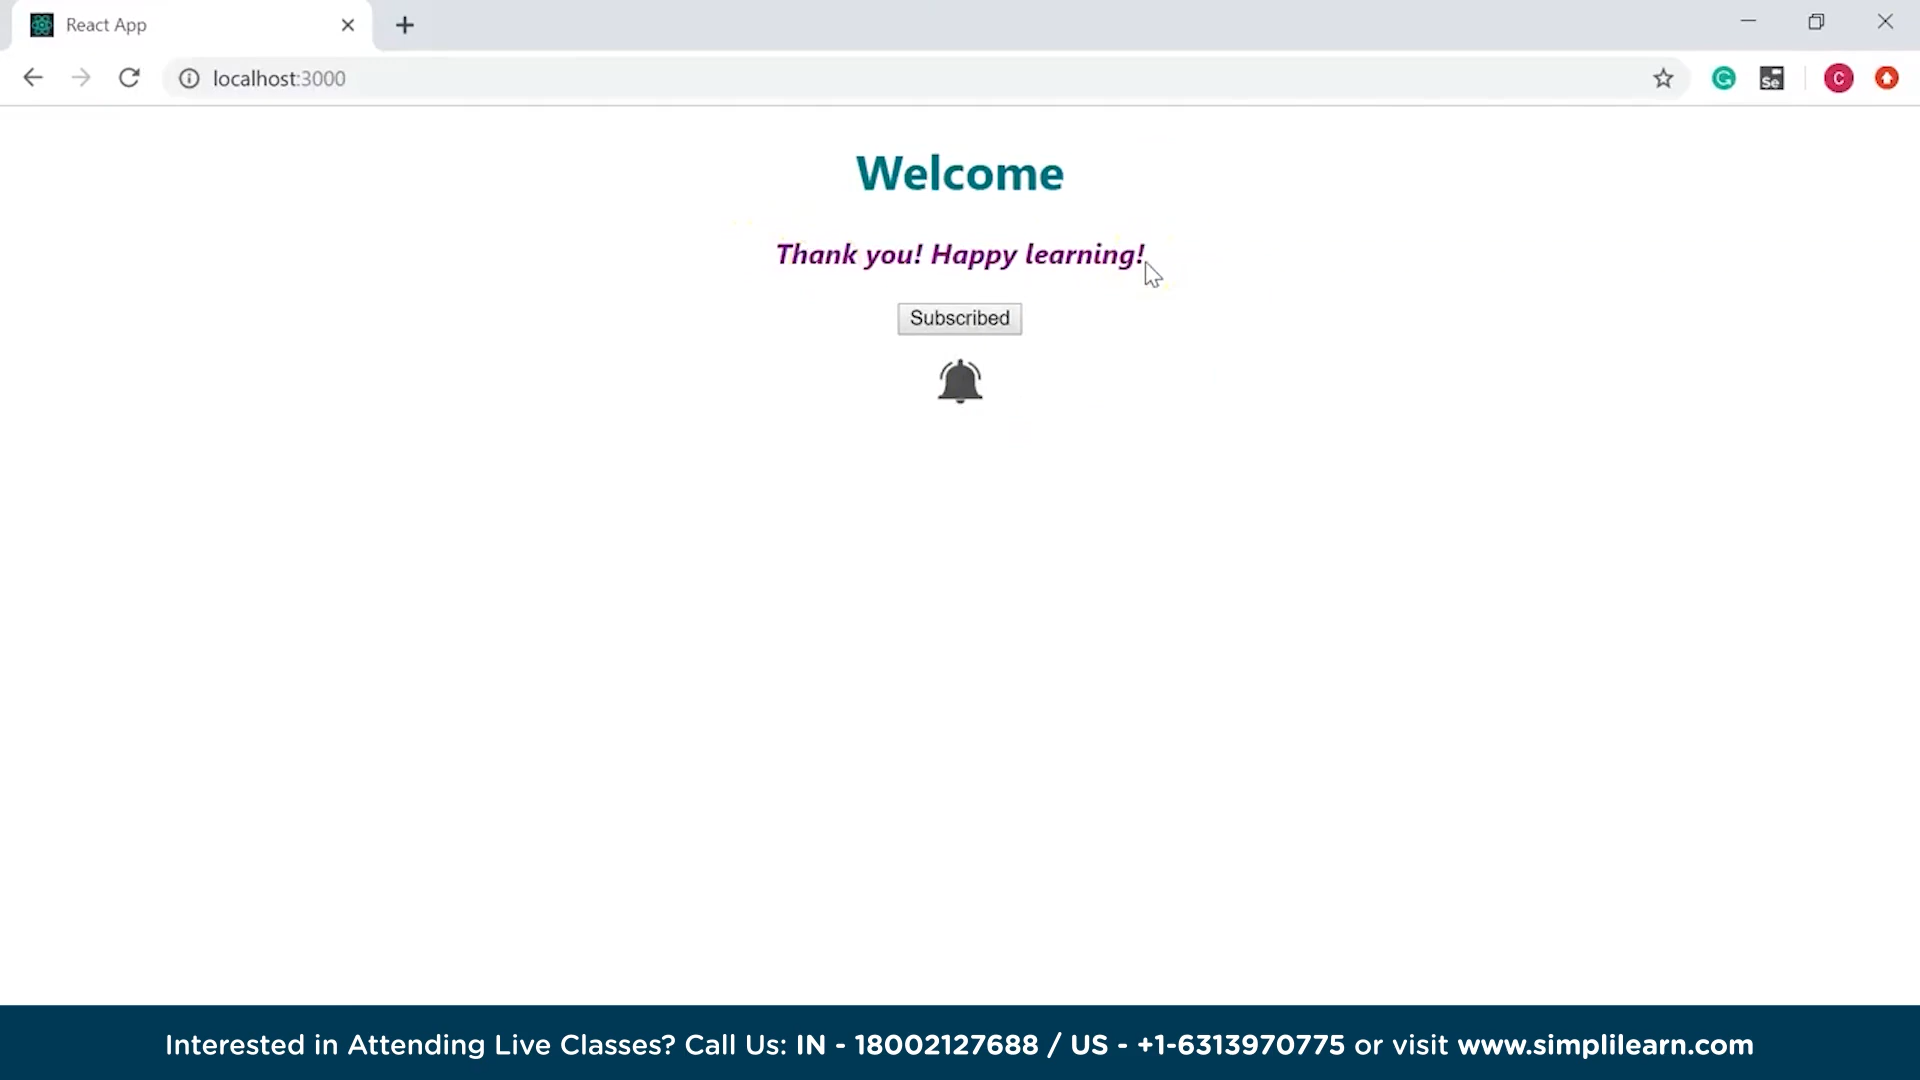 React App
localhost:3000
Se
C
Welcome
Thank you! Happy learning!
Subscribed
Interested in Attending Live Classes? Call Us: IN - 18002127688 / US - +1-6313970775 or visit www.simplilearn.com